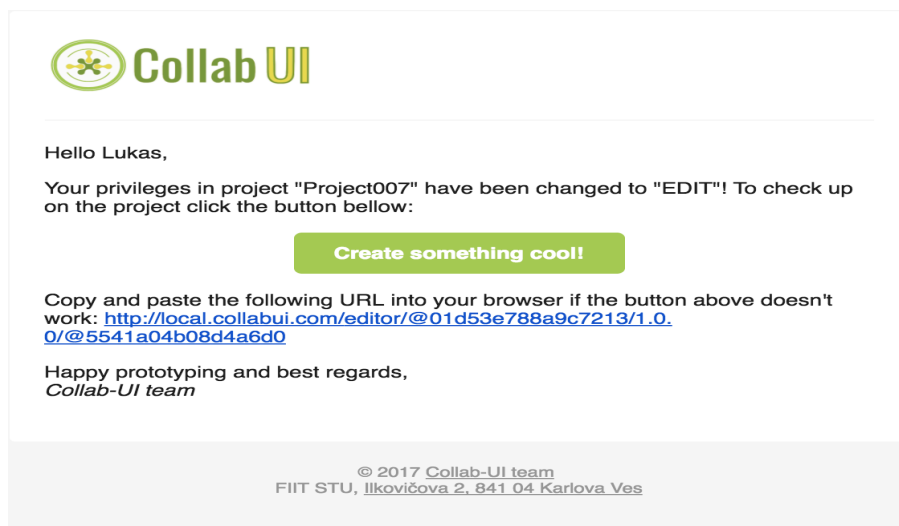 Collab UI
Hello Lukas,
Your privileges in project "Project007" have been changed to "EDIT"! To check up
on the project click the button bellow:
Create something cool!
Copy and paste the following URL into your browser if the button above doesn't
work: http://local.collabui.com/editor/@01d53e788a9c7213/1.0.
0/@5541a04b08d4a6d0
Happy prototyping and best regards,
Collab-UI team
© 2017 Collab-UI team
FIIT STU, Ilkovičova 2, 841 04 Karlova Ves